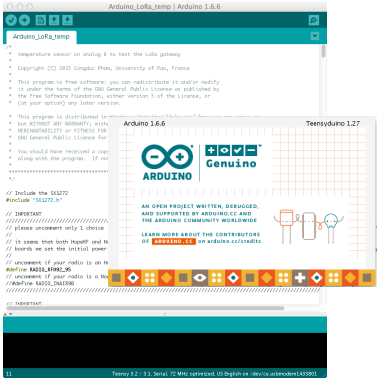 Arduino_LoRa_temp | Arduino 1.6.6
Arduino_LoRa_temp
/*
* temperature sensor on analog 8 to test the LoRa gateway
*
* Copyright (C) 2015 Congduc Pham, University of Pau, France
*
* This program is free software: you can redistribute it and/or modify
* it under the terms of the GNU General Public License as published by
* the Free Software Foundation, either version 3 of the License, or
* (at your option) any later version.
*
* This program is distributed in
* but WITHOUT ANY WARRANTY; with
* MERCHANTABILITY or FITNESS FOR
* GNU General Public License for
*
* You should have received a cop
* along with the program. If no
*
*/
Arduino 1.6.6
Teensyduino 1.27
ARDUINO
Genuino
AN OPEN PROJECT WRITTEN, DEBUGGED,
AND SUPPORTED BY ARDUINO.CC AND
THE ARDUINO COMMUNITY WORLDWIDE
LEARN MORE ABOUT THE CONTRIBUTORS
OF ARDUINO.CC on arduino.cc/credits
// Include the SX1272
#include "SX1272.h"
// IMPORTANT
// please uncomment only 1 choice
//
// it seems that both HopeRF and N
// boards we set the initial power
//
// uncomment if your radio is an H
#define RADIO_RFM92_95
// uncomment if your radio is a Mod
//#define RADIO_INAIR9B
// IMPORTANT
11
Teensy 3.2 / 3.1, Serial, 72 MHz optimized, US English on /dev/cu.usbmodem1433801